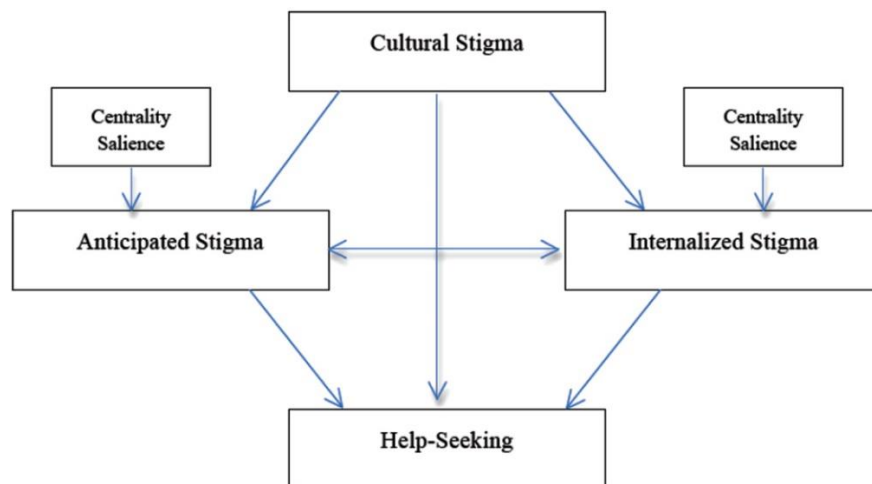 Cultural Stigma
Centrality
Salience
Centrality
Salience
Anticipated Stigma
Internalized Stigma
Help-Seeking